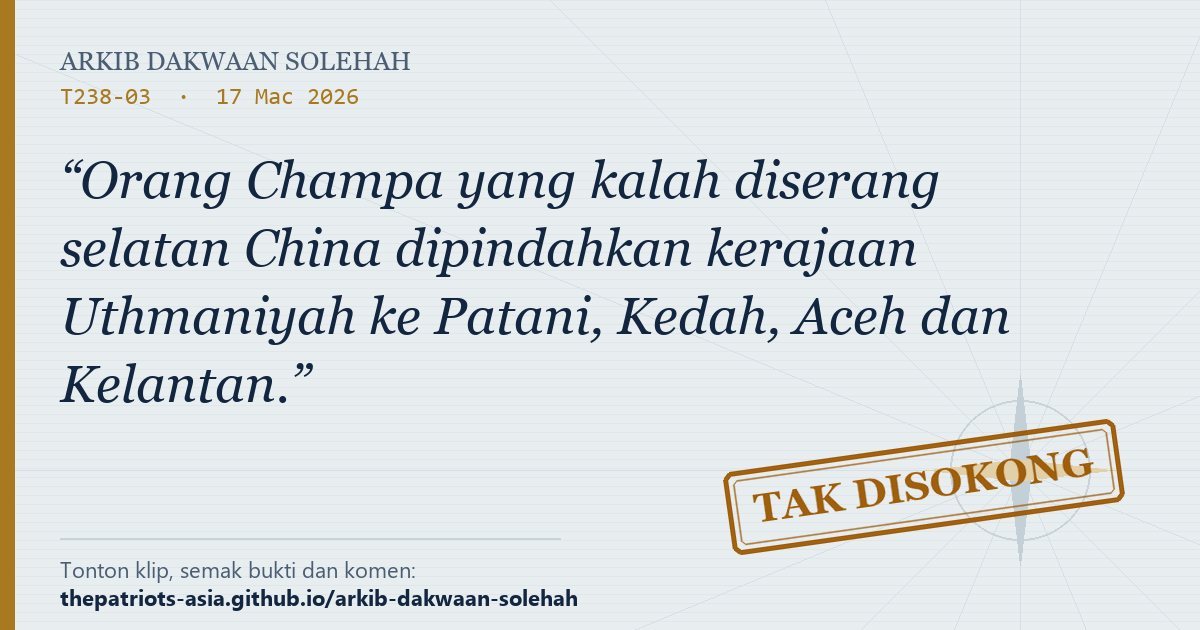 ARKIB DAKWAAN SOLEHAH
T238-03 · 17 Mac 2026
“Orang Champa yang kalah diserang
selatan China dipindahkan kerajaan
Uthmaniyah ke Patani, Kedah, Aceh dan
Kelantan.”
TAK DISOKONG
Tonton klip, semak bukti dan komen:
thepatriots-asia.github.io/arkib-dakwaan-solehah